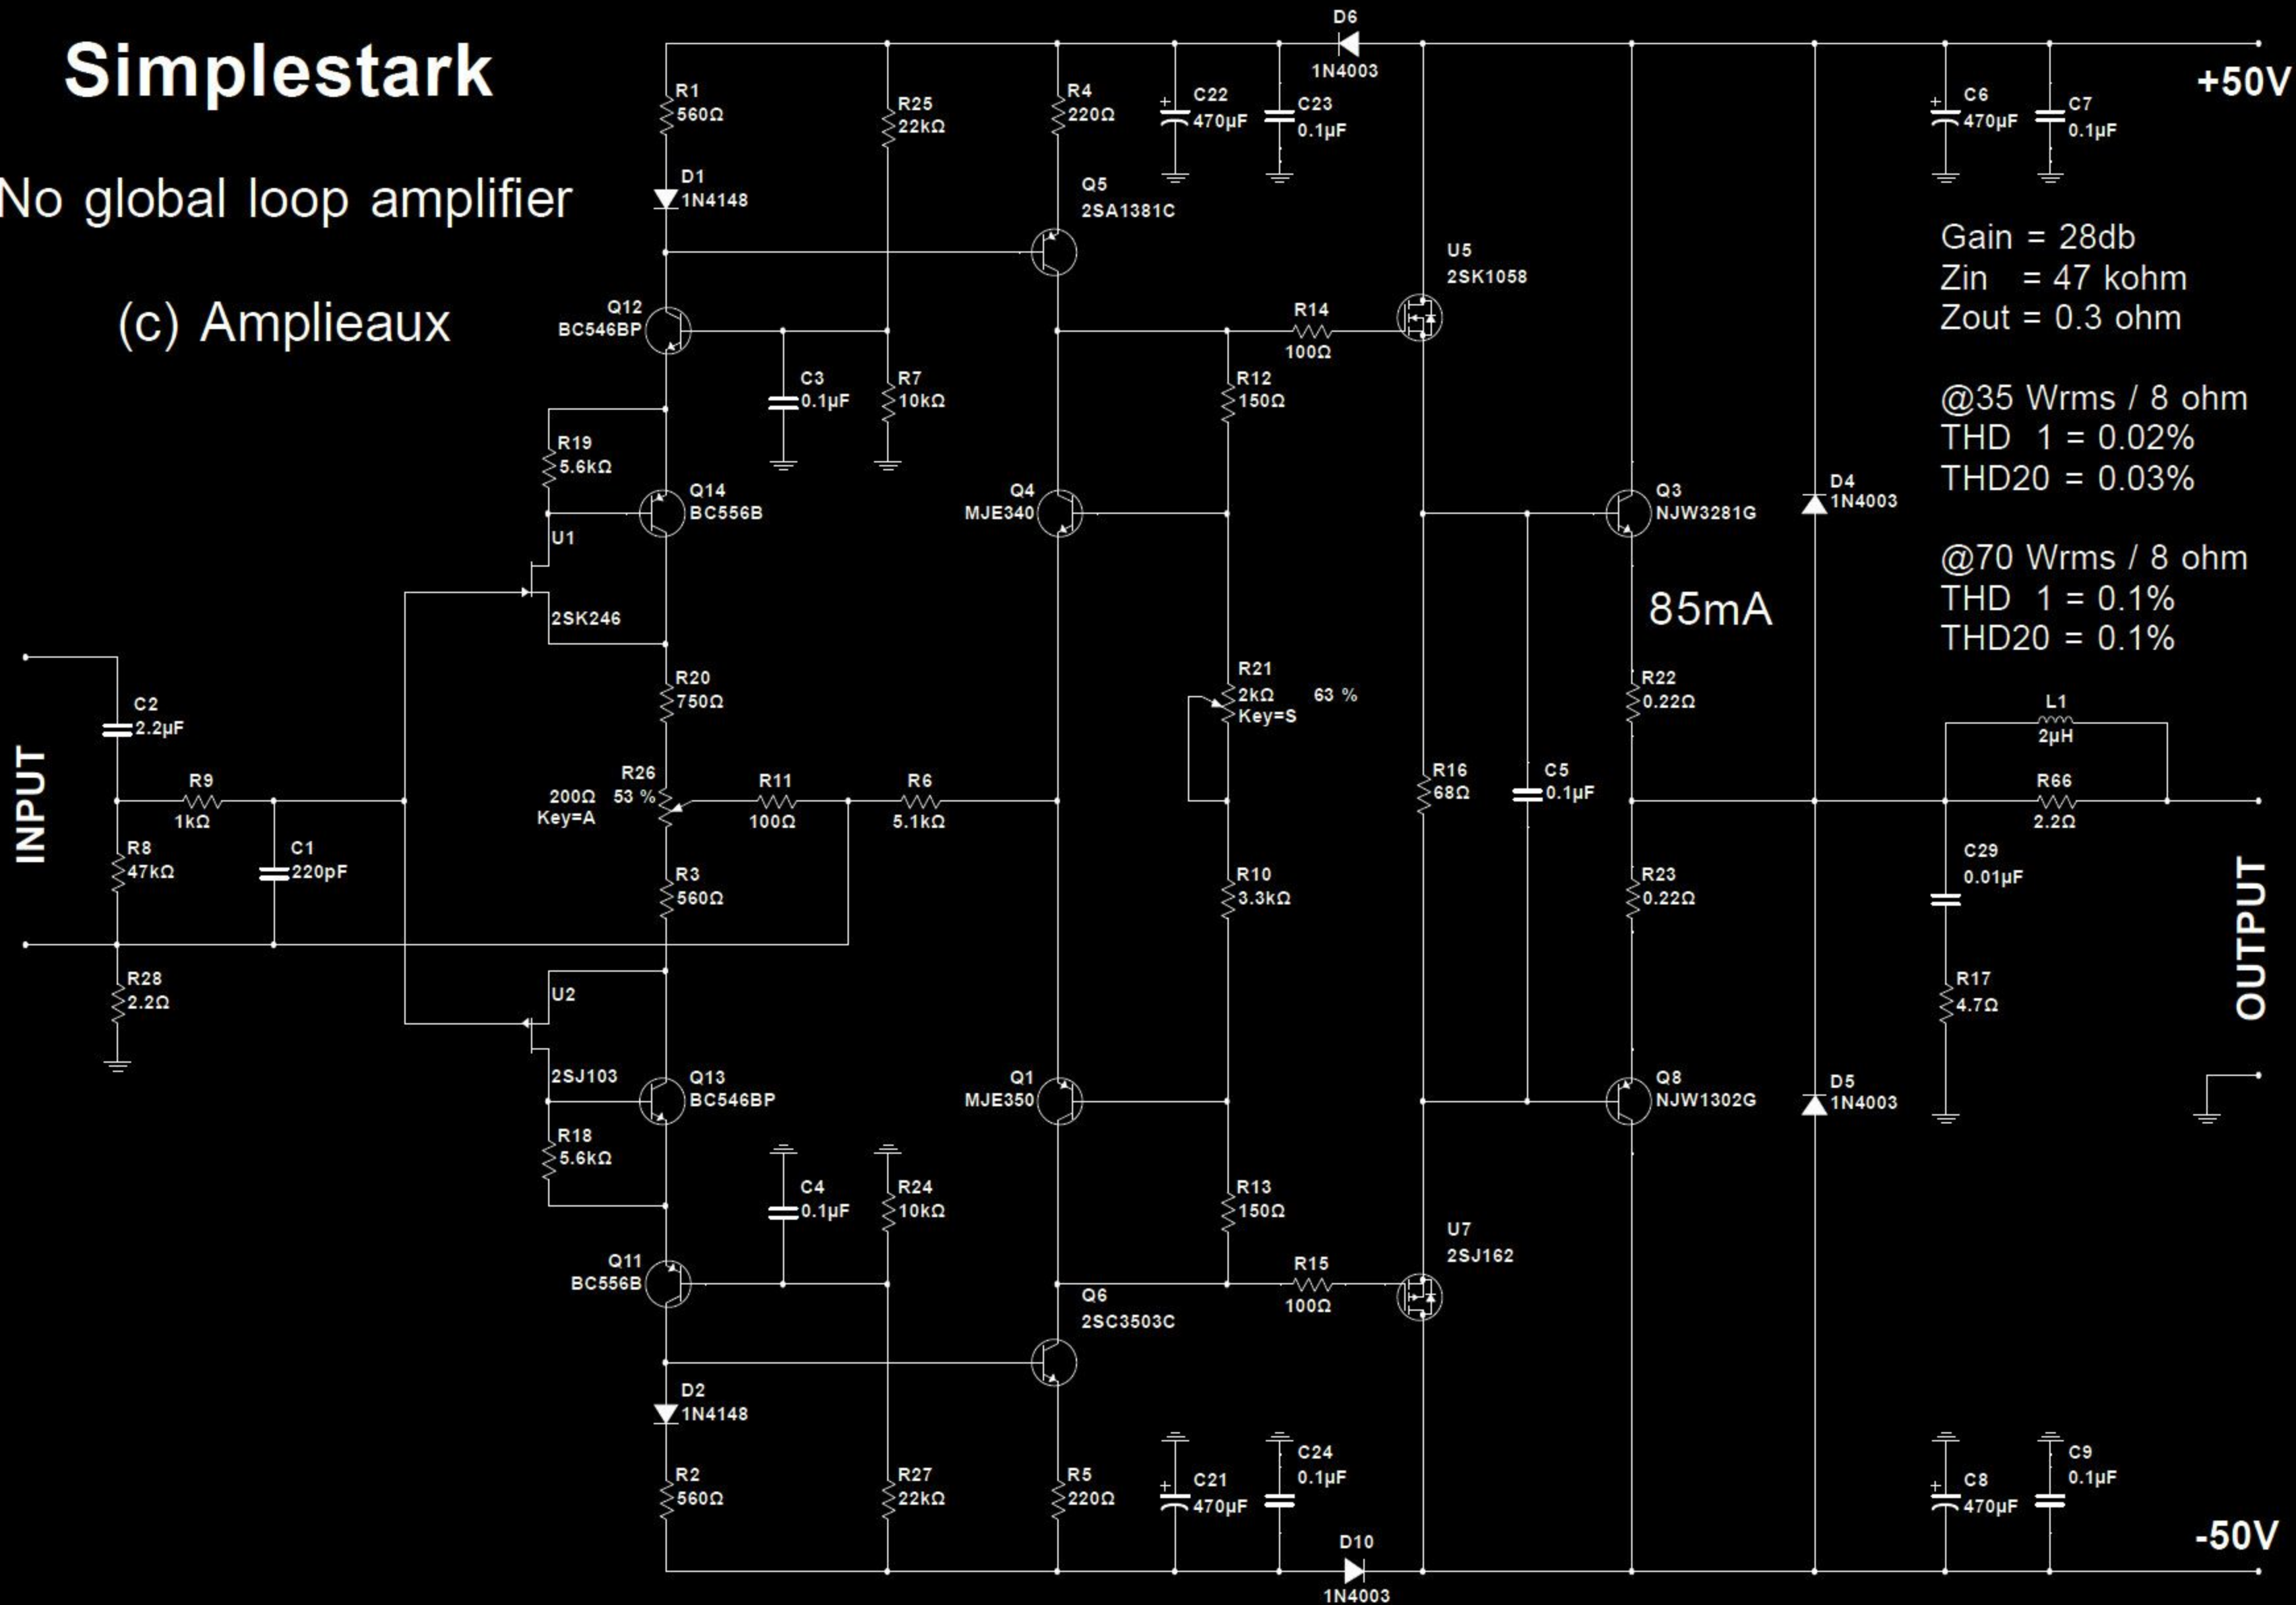 Simplestark
No global loop amplifier
(c) Amplieaux
D6
1N4003
+50V
R1
560Ω
R25
22kΩ
R4
220Ω
C22
470µF
C23
0.1µF
C6
470µF
C7
0.1µF
D1
1N4148
Q5
2SA1381C
Gain = 28db
Zin = 47 kohm
Zout = 0.3 ohm
@35 Wrms / 8 ohm
THD 1 = 0.02%
THD20 = 0.03%
@70 Wrms / 8 ohm
THD 1 = 0.1%
THD20 = 0.1%
U5
2SK1058
Q12
BC546BP
R14
100Ω
C3
0.1µF
R7
10kΩ
R12
150Ω
R19
5.6kΩ
Q14
BC556B
Q4
MJE340
Q3
NJW3281G
D4
1N4003
U1
2SK246
85mA
R20
750Ω
R21
2kΩ 63 %
Key=S
R22
0.22Ω
L1
2µH
INPUT
C2
2.2µF
R9
1kΩ
R26
200Ω 53 %
Key=A
R11
100Ω
R6
5.1kΩ
R16
68Ω
C5
0.1µF
R66
2.2Ω
R8
47kΩ
C1
220pF
R3
560Ω
R10
3.3kΩ
R23
0.22Ω
C29
0.01µF
OUTPUT
R28
2.2Ω
U2
2SJ103
R17
4.7Ω
Q13
BC546BP
Q1
MJE350
Q8
NJW1302G
D5
1N4003
R18
5.6kΩ
C4
0.1µF
R24
10kΩ
R13
150Ω
U7
2SJ162
Q11
BC556B
Q6
2SC3503C
R15
100Ω
D2
1N4148
R2
560Ω
R27
22kΩ
R5
220Ω
C21
470µF
C24
0.1µF
C8
470µF
C9
0.1µF
D10
1N4003
-50V